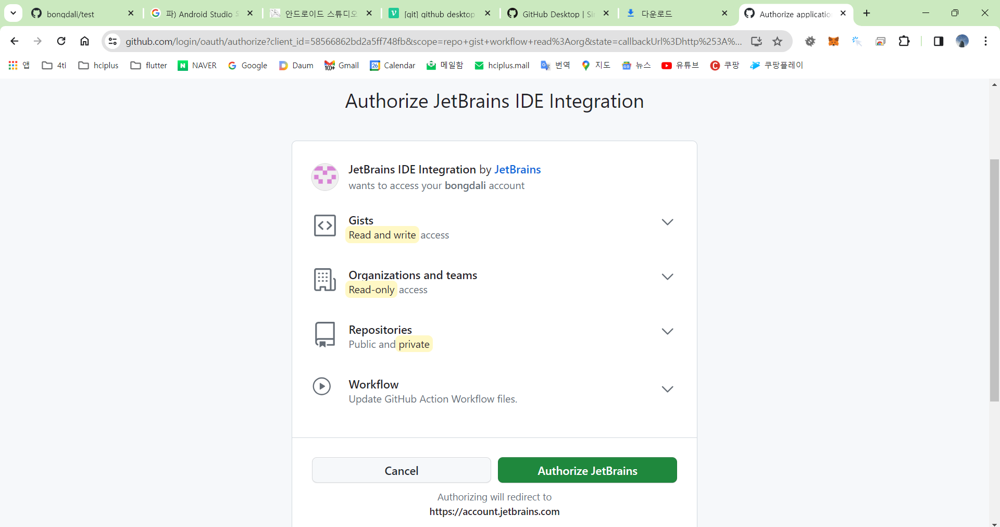 bongdali/test
파) Android Studio
안드로이드 스튜디오
[git] github desktop
GitHub Desktop | Sim
다운로드
Authorize applicatio
github.com/login/oauth/authorize?client_id=58566862bd2a5ff748fb&scope=repo+gist+workflow+read%3Aorg&state=callbackUrl%3Dhttp%253A%...
앱
4ti
hciplus
flutter
NAVER
Google
Daum
Gmail
Calendar
메일함
hciplus.mail
번역
지도
뉴스
유튜브
쿠팡
쿠팡플레이
Authorize JetBrains IDE Integration
JetBrains IDE Integration by JetBrains
wants to access your bongdali account
Gists
Read and write access
Organizations and teams
Read-only access
Repositories
Public and private
Workflow
Update GitHub Action Workflow files.
Cancel
Authorize JetBrains
Authorizing will redirect to
https://account.jetbrains.com